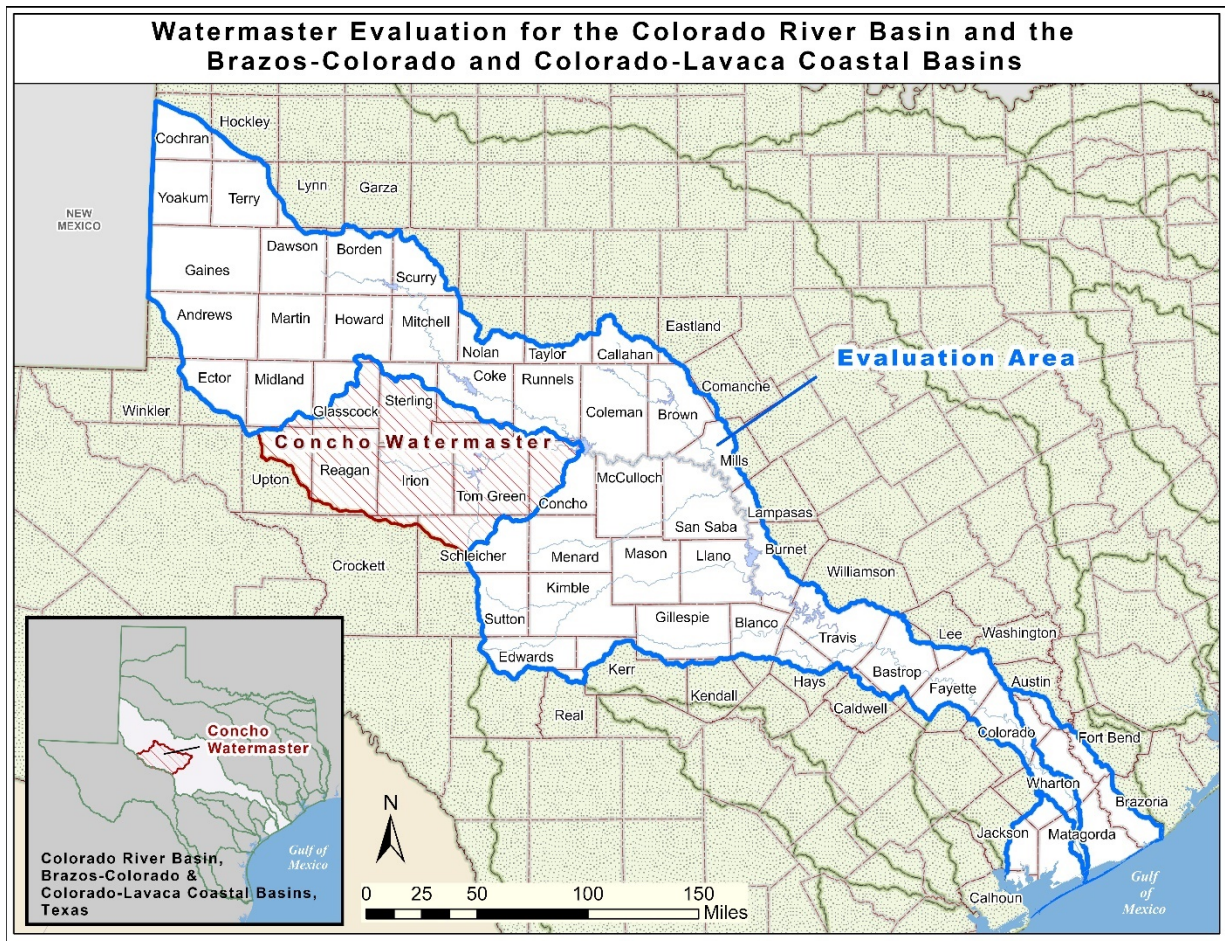 Watermaster Evaluation for the Colorado River Basin and the
Brazos-Colorado and Colorado-Lavaca Coastal Basins
Hockley
Cochran
Lynn
Garza
Yoakum
Terry
NEW
MEXICO
Dawson
Borden
Gaines
Scurry
Andrews
Martin
Howard
Mitchell
Eastland
Nolan
Taylor
Callahan
Evaluation Area
Ector
Midland
Coke
Runnels
Comanche
Winkler
Glasscock
Sterling
Coleman
Brown
Concho Watermaster
Mills
Upton
Reagan
Irion
Tom Green
Concho
McCulloch
Lampasas
San Saba
Schleicher
Crockett
Menard
Mason
Llano
Burnet
Williamson
Kimble
Sutton
Gillespie
Blanco
Travis
Lee
Washington
Edwards
Kerr
Bastrop
Kendall
Hays
Fayette
Austin
Real
Caldwell
Colorado
Fort Bend
Wharton
Brazoria
Jackson
Matagorda
Calhoun
Gulf
of
Mexico
N
0 25 50 100 150
Miles
Concho
Watermaster
Gulf of
Mexico
Colorado River Basin,
Brazos-Colorado &
Colorado-Lavaca Coastal Basins,
Texas